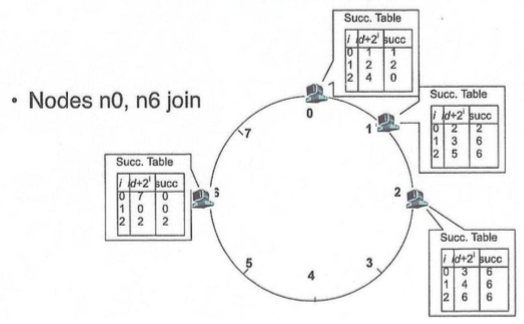 • Nodes n0, n6 join
Succ. Table
i id+2^i succ
0 1 1
1 2 2
2 4 0
Succ. Table
i id+2^i succ
0 2 2
1 3 6
2 5 6
Succ. Table
i id+2^i succ
0 7 0
1 0 0
2 2 2
Succ. Table
i id+2^i succ
0 3 6
1 4 6
2 6 6
0
1
2
3
4
5
6
7